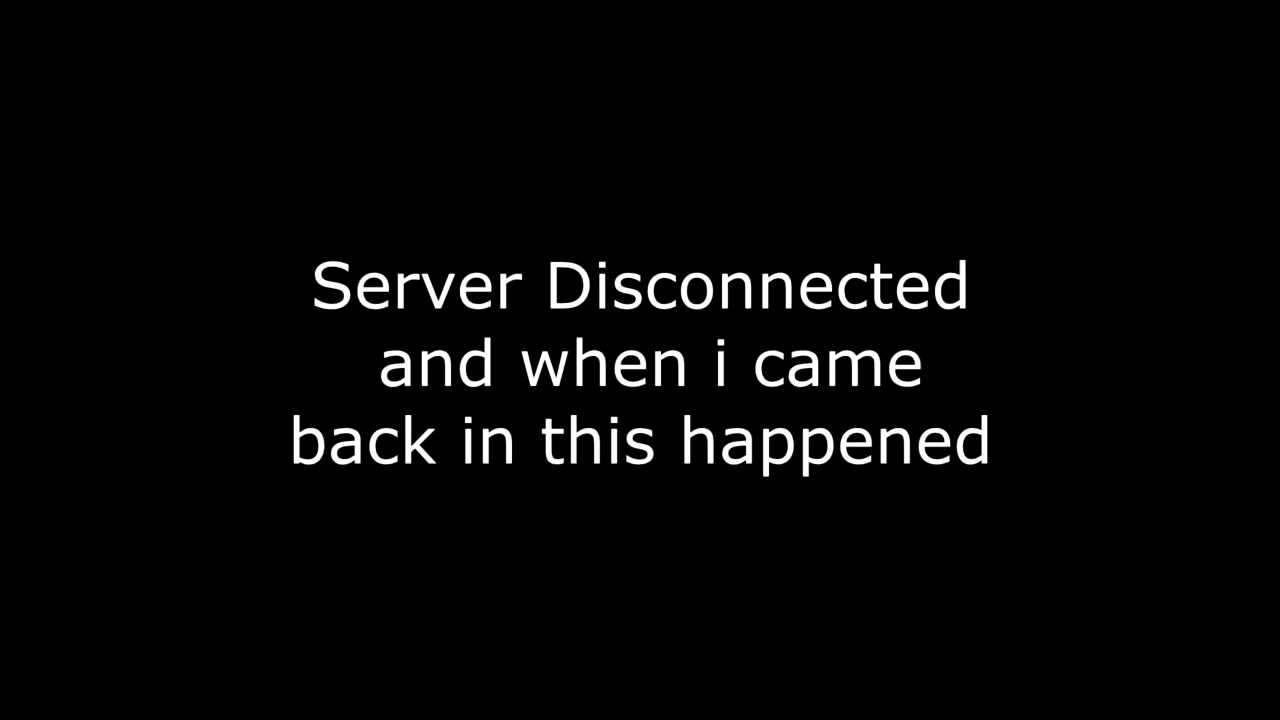 Server Disconnected
and when i came
back in this happened